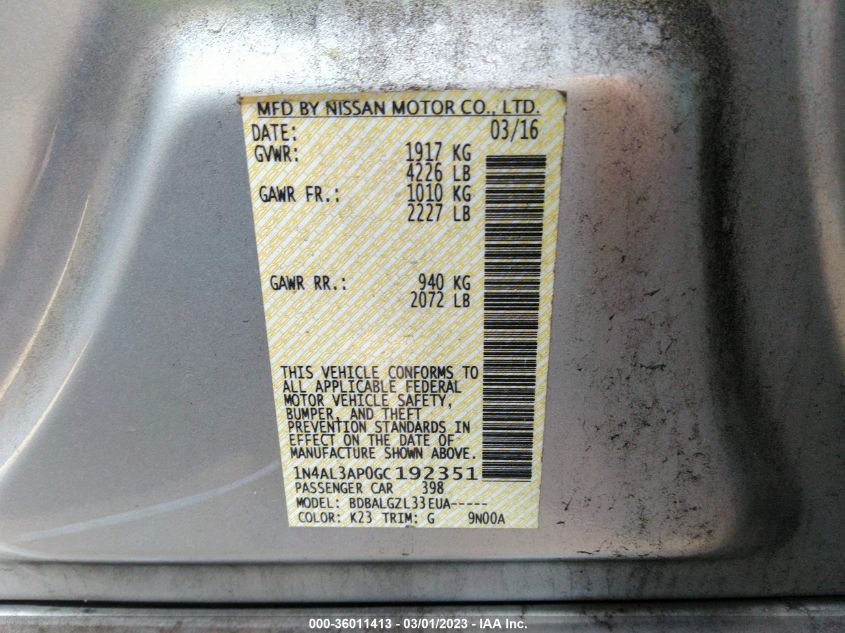 MFD BY NISSAN MOTOR CO., LTD.
DATE: 03/16
GVWR: 1917 KG
4226 LB
GAWR FR.: 1010 KG
2227 LB
GAWR RR.: 940 KG
2072 LB
THIS VEHICLE CONFORMS TO
ALL APPLICABLE FEDERAL
MOTOR VEHICLE SAFETY,
BUMPER, AND THEFT
PREVENTION STANDARDS IN
EFFECT ON THE DATE OF
MANUFACTURE SHOWN ABOVE.
1N4AL3AP0GC192351
PASSENGER CAR 398
MODEL: BDBALGZL33EUA-----
COLOR: K23 TRIM: G 9N00A
000-36011413 - 03/01/2023 - IAA Inc.